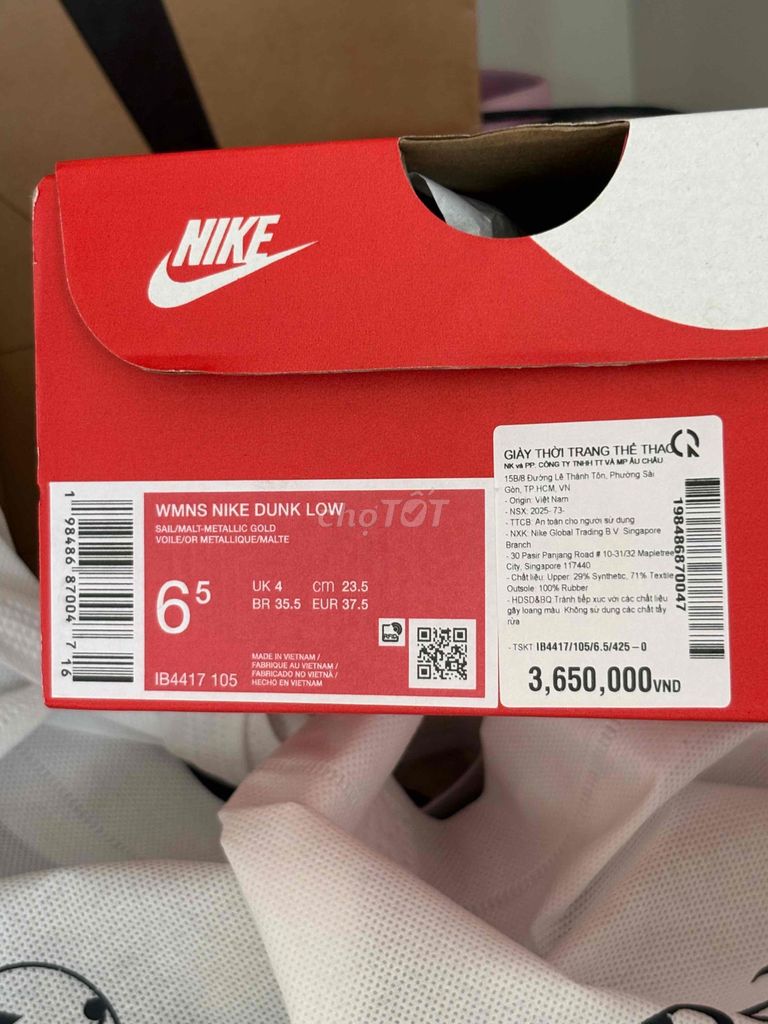 NIKE
WMNS NIKE DUNK LOW
SAIL/MALT-METALLIC GOLD
VOILE/OR METALLIQUE/MALTE
6⁵
UK 4 cm 23.5
BR 35.5 EUR 37.5
MADE IN VIETNAM /
FABRIQUE AU VIETNAM /
FABRICADO NO VIETNÃ /
HECHO EN VIETNAM
IB4417 105
1 98486 87004 7 16
chợTỐT
GIÀY THỜI TRANG THỂ THAO
NK và PP: CÔNG TY TNHH TT VÀ MP ÂU CHÂU
15B/8 Đường Lê Thánh Tôn, Phường Sài
Gòn, TP.HCM, VN
- Origin: Việt Nam
- NSX: 2025- 73-
- TTCB: An toàn cho người sử dụng
- NXK: Nike Global Trading B.V. Singapore
Branch
- 30 Pasir Panjang Road # 10-31/32 Mapletree
City, Singapore 117440
- Chất liệu: Upper: 29% Synthetic, 71% Textile
Outsole: 100% Rubber
- HDSD&BQ: Tránh tiếp xúc với các chất liệu
gây loang màu. Không sử dụng các chất tẩy
rửa
- TSKT: IB4417/105/6.5/425-0
3,650,000VND
198486870047